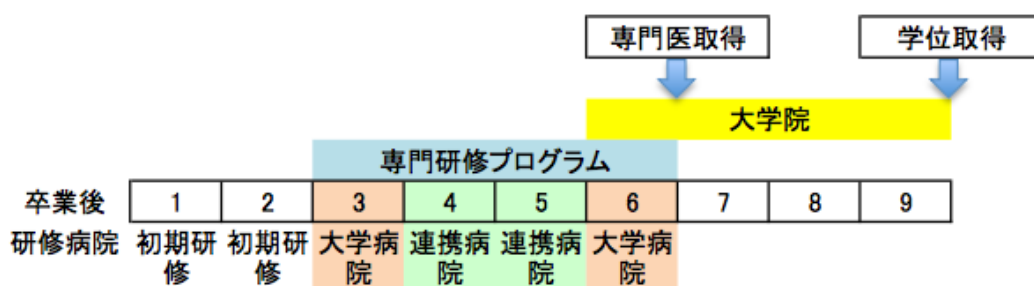 専門医取得 学位取得
大学院
専門研修プログラム
卒業後 1 2 3 4 5 6 7 8 9
研修病院 初期研修 初期研修 大学病院 連携病院 連携病院 大学病院